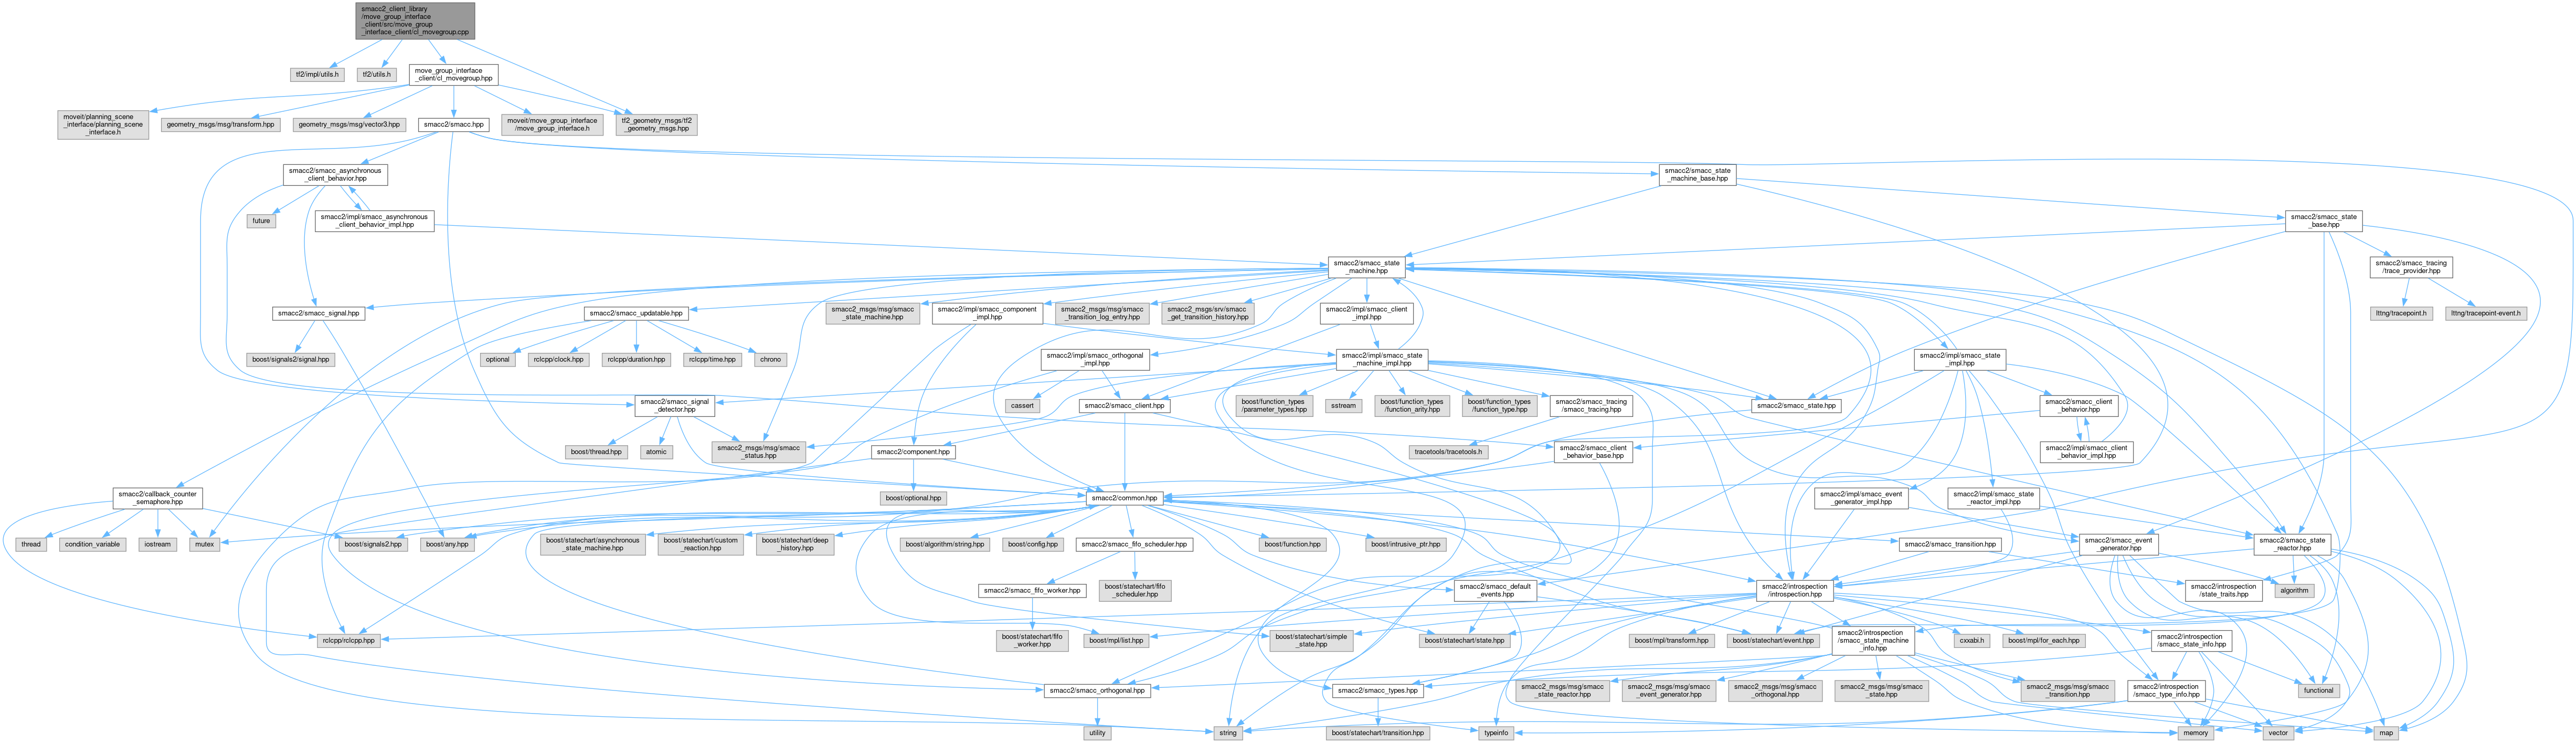 smacc2_client_library
/move_group_interface
_client/src/move_group
_interface_client/cl_movegroup.cpp
tf2/impl/utils.h
tf2/utils.h
move_group_interface
_client/cl_movegroup.hpp
moveit/planning_scene
_interface/planning_scene
_interface.h
geometry_msgs/msg/transform.hpp
geometry_msgs/msg/vector3.hpp
smacc2/smacc.hpp
moveit/move_group_interface
/move_group_interface.h
tf2_geometry_msgs/tf2
_geometry_msgs.hpp
smacc2/smacc_asynchronous
_client_behavior.hpp
smacc2/smacc_state
_machine_base.hpp
future
smacc2/impl/smacc_asynchronous
_client_behavior_impl.hpp
smacc2/smacc_state
_base.hpp
smacc2/smacc_state
_machine.hpp
smacc2/smacc_tracing
/trace_provider.hpp
smacc2/smacc_signal.hpp
smacc2/smacc_updatable.hpp
smacc2_msgs/msg/smacc
_state_machine.hpp
smacc2/impl/smacc_component
_impl.hpp
smacc2_msgs/msg/smacc
_transition_log_entry.hpp
smacc2_msgs/srv/smacc
_get_transition_history.hpp
smacc2/impl/smacc_client
_impl.hpp
lttng/tracepoint.h
lttng/tracepoint-event.h
boost/signals2/signal.hpp
optional
rclcpp/clock.hpp
rclcpp/duration.hpp
rclcpp/time.hpp
chrono
smacc2/impl/smacc_orthogonal
_impl.hpp
smacc2/impl/smacc_state
_machine_impl.hpp
smacc2/impl/smacc_state
_impl.hpp
smacc2/smacc_signal
_detector.hpp
cassert
smacc2/smacc_client.hpp
boost/function_types
/parameter_types.hpp
sstream
boost/function_types
/function_arity.hpp
boost/function_types
/function_type.hpp
smacc2/smacc_tracing
/smacc_tracing.hpp
smacc2/smacc_state.hpp
smacc2/smacc_client
_behavior.hpp
boost/thread.hpp
atomic
smacc2_msgs/msg/smacc
_status.hpp
smacc2/component.hpp
tracetools/tracetools.h
smacc2/smacc_client
_behavior_base.hpp
smacc2/impl/smacc_client
_behavior_impl.hpp
smacc2/callback_counter
_semaphore.hpp
boost/optional.hpp
smacc2/common.hpp
smacc2/impl/smacc_event
_generator_impl.hpp
smacc2/impl/smacc_state
_reactor_impl.hpp
thread
condition_variable
iostream
mutex
boost/signals2.hpp
boost/any.hpp
boost/statechart/asynchronous
_state_machine.hpp
boost/statechart/custom
_reaction.hpp
boost/statechart/deep
_history.hpp
boost/algorithm/string.hpp
boost/config.hpp
smacc2/smacc_fifo_scheduler.hpp
boost/function.hpp
boost/intrusive_ptr.hpp
smacc2/smacc_transition.hpp
smacc2/smacc_event
_generator.hpp
smacc2/smacc_state
_reactor.hpp
smacc2/smacc_fifo_worker.hpp
boost/statechart/fifo
_scheduler.hpp
smacc2/smacc_default
_events.hpp
smacc2/introspection
/introspection.hpp
smacc2/introspection
/state_traits.hpp
algorithm
rclcpp/rclcpp.hpp
boost/statechart/fifo
_worker.hpp
boost/mpl/list.hpp
boost/statechart/simple
_state.hpp
boost/statechart/state.hpp
boost/mpl/transform.hpp
boost/statechart/event.hpp
smacc2/introspection
/smacc_state_machine
_info.hpp
cxxabi.h
boost/mpl/for_each.hpp
smacc2/introspection
/smacc_state_info.hpp
smacc2/smacc_orthogonal.hpp
smacc2/smacc_types.hpp
smacc2_msgs/msg/smacc
_state_reactor.hpp
smacc2_msgs/msg/smacc
_event_generator.hpp
smacc2_msgs/msg/smacc
_orthogonal.hpp
smacc2_msgs/msg/smacc
_state.hpp
smacc2_msgs/msg/smacc
_transition.hpp
smacc2/introspection
/smacc_type_info.hpp
functional
utility
string
boost/statechart/transition.hpp
typeinfo
memory
vector
map